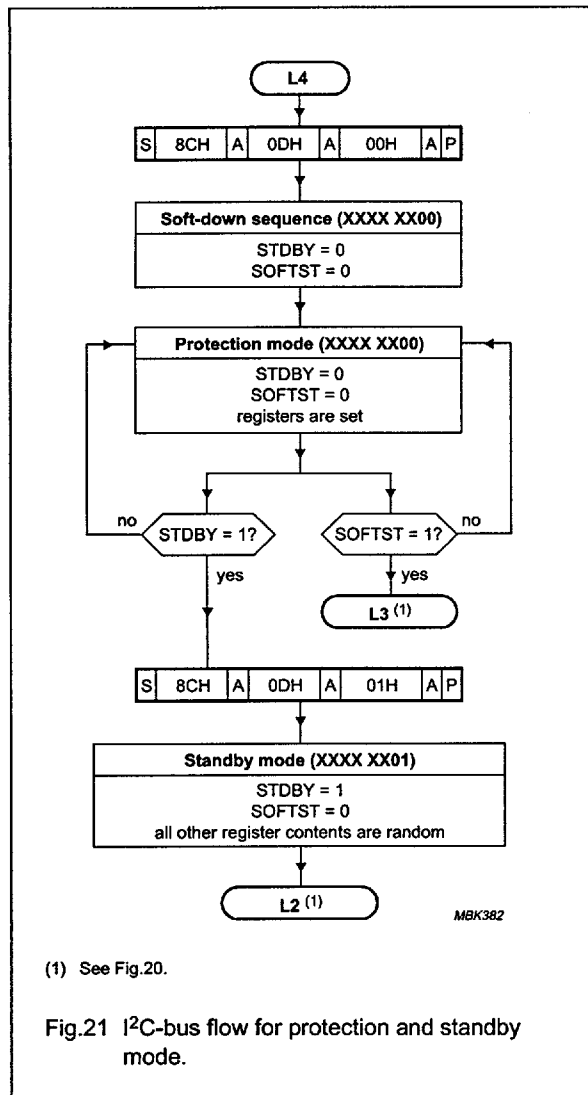 L4
S 8CH A 0DH A 00H A P
Soft-down sequence (XXXX XX00)
STDBY = 0
SOFTST = 0
Protection mode (XXXX XX00)
STDBY = 0
SOFTST = 0
registers are set
no STDBY = 1? SOFTST = 1? no
yes yes
L3 (1)
S 8CH A 0DH A 01H A P
Standby mode (XXXX XX01)
STDBY = 1
SOFTST = 0
all other register contents are random
L2 (1)
MBK382
(1) See Fig.20.
Fig.21 I²C-bus flow for protection and standby
mode.